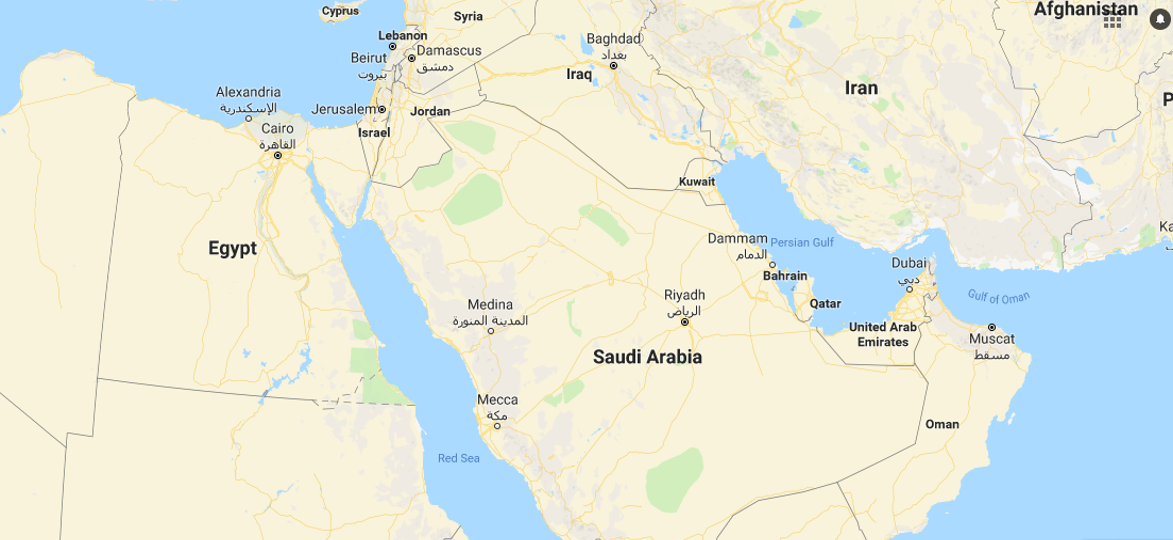 Cyprus
Syria
Afghanistan
Lebanon
Baghdad
بغداد
Beirut
بيروت
Damascus
دمشق
Iraq
Iran
Alexandria
الإسكندرية
Jerusalem
Jordan
P
Cairo
القاهرة
Israel
Kuwait
Ka
Egypt
Dammam
الدمام
Persian Gulf
Bahrain
Dubai
دبي
Medina
المدينة المنورة
Riyadh
الرياض
Qatar
Gulf of Oman
United Arab
Emirates
Muscat
مسقط
Saudi Arabia
Mecca
مكة
Oman
Red Sea